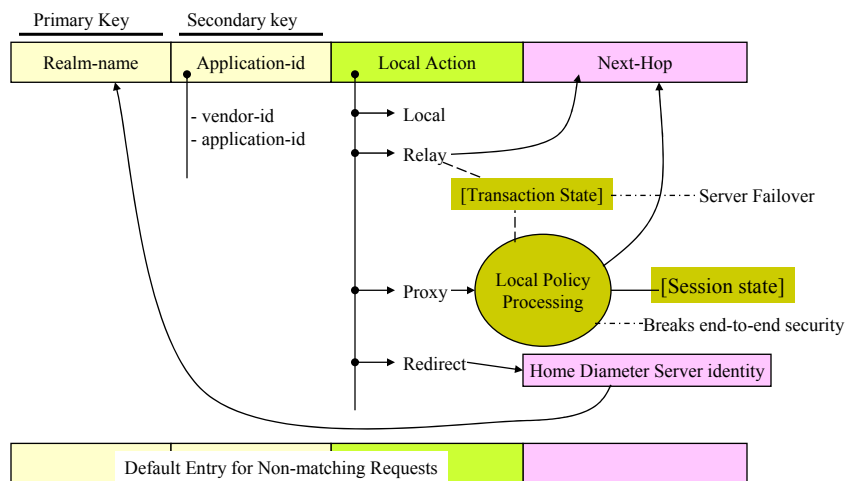 Primary Key
Secondary key
Realm-name
Application-id
Local Action
Next-Hop
- vendor-id
- application-id
Local
Relay
[Transaction State]
Server Failover
Local Policy
Processing
Proxy
[Session state]
Breaks end-to-end security
Redirect
Home Diameter Server identity
Default Entry for Non-matching Requests